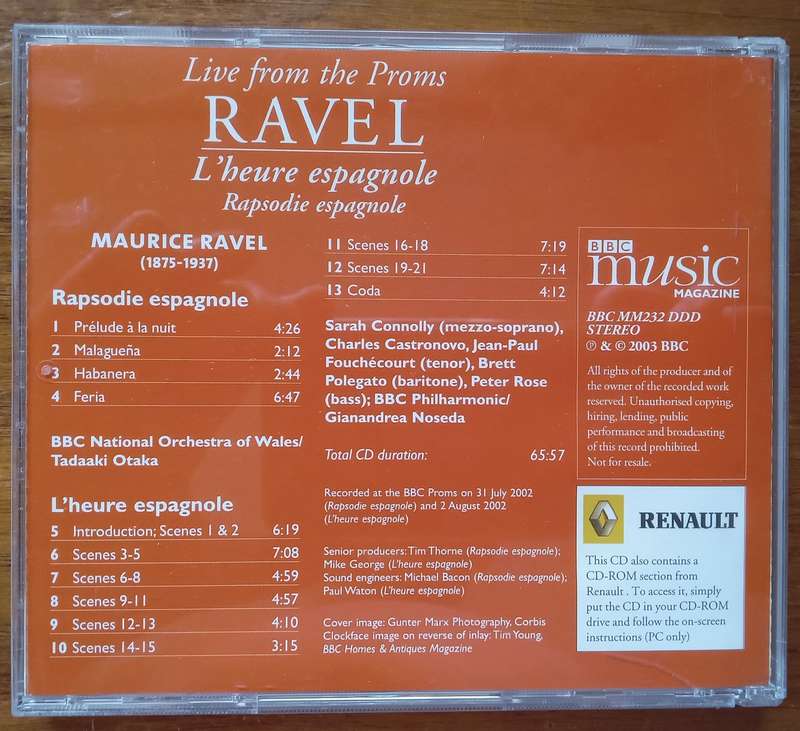 Live from the Proms
RAVEL
L'heure espagnole
Rapsodie espagnole
MAURICE RAVEL
(1875-1937)
Rapsodie espagnole
1 Prélude à la nuit 4:26
2 Malagueña 2:12
3 Habanera 2:44
4 Feria 6:47
BBC National Orchestra of Wales/
Tadaaki Otaka
L'heure espagnole
5 Introduction; Scenes 1 & 2 6:19
6 Scenes 3-5 7:08
7 Scenes 6-8 4:59
8 Scenes 9-11 4:57
9 Scenes 12-13 4:10
10 Scenes 14-15 3:15
11 Scenes 16-18 7:19
12 Scenes 19-21 7:14
13 Coda 4:12
Sarah Connolly (mezzo-soprano),
Charles Castronovo, Jean-Paul
Fouchécourt (tenor), Brett
Polegato (baritone), Peter Rose
(bass); BBC Philharmonic/
Gianandrea Noseda
Total CD duration: 65:57
Recorded at the BBC Proms on 31 July 2002
(Rapsodie espagnole) and 2 August 2002
(L'heure espagnole)
Senior producers: Tim Thorne (Rapsodie espagnole);
Mike George (L'heure espagnole)
Sound engineers: Michael Bacon (Rapsodie espagnole);
Paul Waton (L'heure espagnole)
Cover image: Gunter Marx Photography, Corbis
Clockface image on reverse of inlay: Tim Young,
BBC Homes & Antiques Magazine
BBC
music
MAGAZINE
BBC MM232 DDD
STEREO
℗ & © 2003 BBC
All rights of the producer and of
the owner of the recorded work
reserved. Unauthorised copying,
hiring, lending, public
performance and broadcasting
of this record prohibited.
Not for resale.
RENAULT
This CD also contains a
CD-ROM section from
Renault . To access it, simply
put the CD in your CD-ROM
drive and follow the on-screen
instructions (PC only)